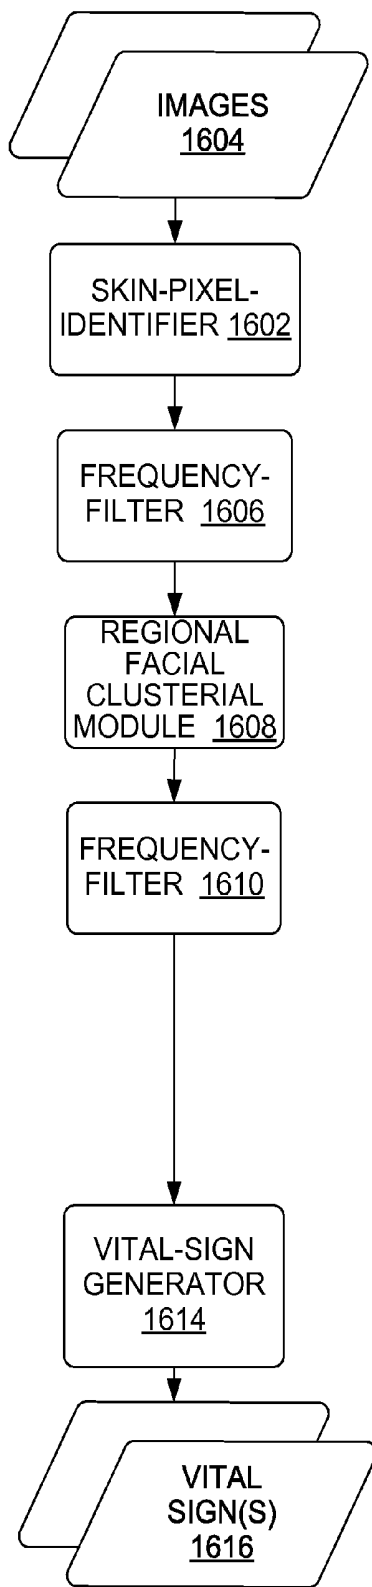 IMAGES
1604
SKIN-PIXEL-
IDENTIFIER 1602
FREQUENCY-
FILTER 1606
REGIONAL
FACIAL
CLUSTERIAL
MODULE 1608
FREQUENCY-
FILTER 1610
VITAL-SIGN
GENERATOR
1614
VITAL
SIGN(S)
1616